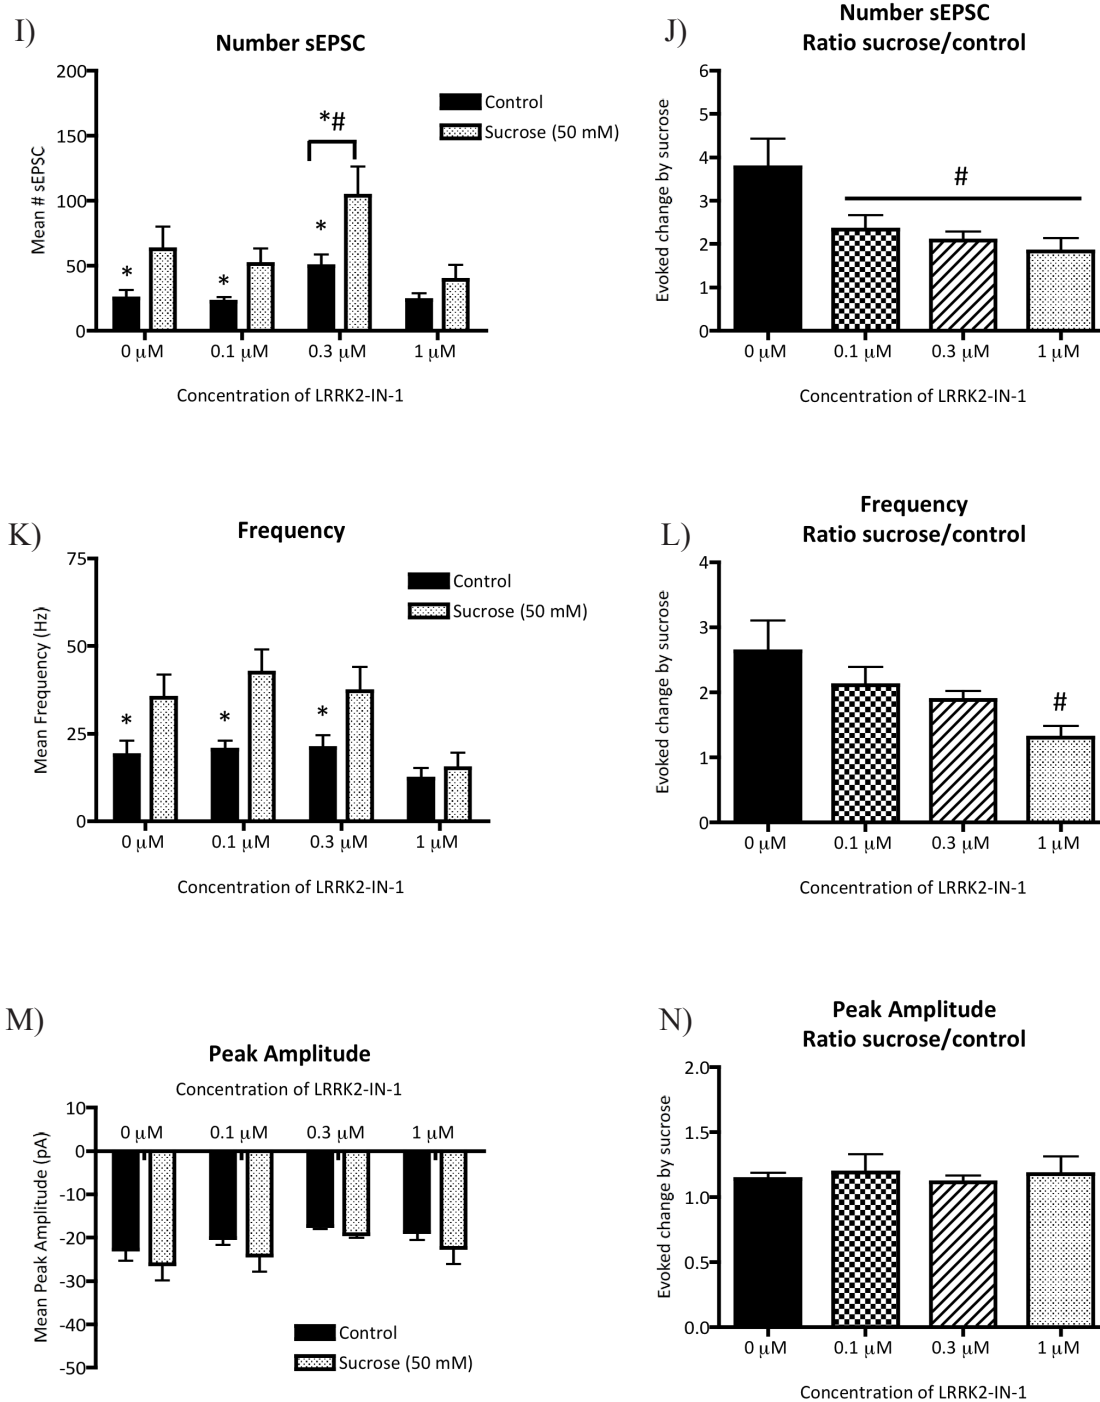 I)
Number sEPSC
200
150
100
50
0
Mean # sEPSC
Control
Sucrose (50 mM)
*#
*
*
*
0 μM 0.1 μM 0.3 μM 1 μM
Concentration of LRRK2-IN-1
J)
Number sEPSC
Ratio sucrose/control
6
5
4
3
2
1
0
Evoked change by sucrose
#
0 μM 0.1 μM 0.3 μM 1 μM
Concentration of LRRK2-IN-1
K)
Frequency
75
50
25
0
Mean Frequency (Hz)
Control
Sucrose (50 mM)
* * *
0 μM 0.1 μM 0.3 μM 1 μM
Concentration of LRRK2-IN-1
L)
Frequency
Ratio sucrose/control
4
3
2
1
0
Evoked change by sucrose
#
0 μM 0.1 μM 0.3 μM 1 μM
Concentration of LRRK2-IN-1
M)
Peak Amplitude
Concentration of LRRK2-IN-1
0 μM 0.1 μM 0.3 μM 1 μM
10
0
-10
-20
-30
-40
-50
Mean Peak Amplitude (pA)
Control
Sucrose (50 mM)
N)
Peak Amplitude
Ratio sucrose/control
2.0
1.5
1.0
0.5
0.0
Evoked change by sucrose
0 μM 0.1 μM 0.3 μM 1 μM
Concentration of LRRK2-IN-1